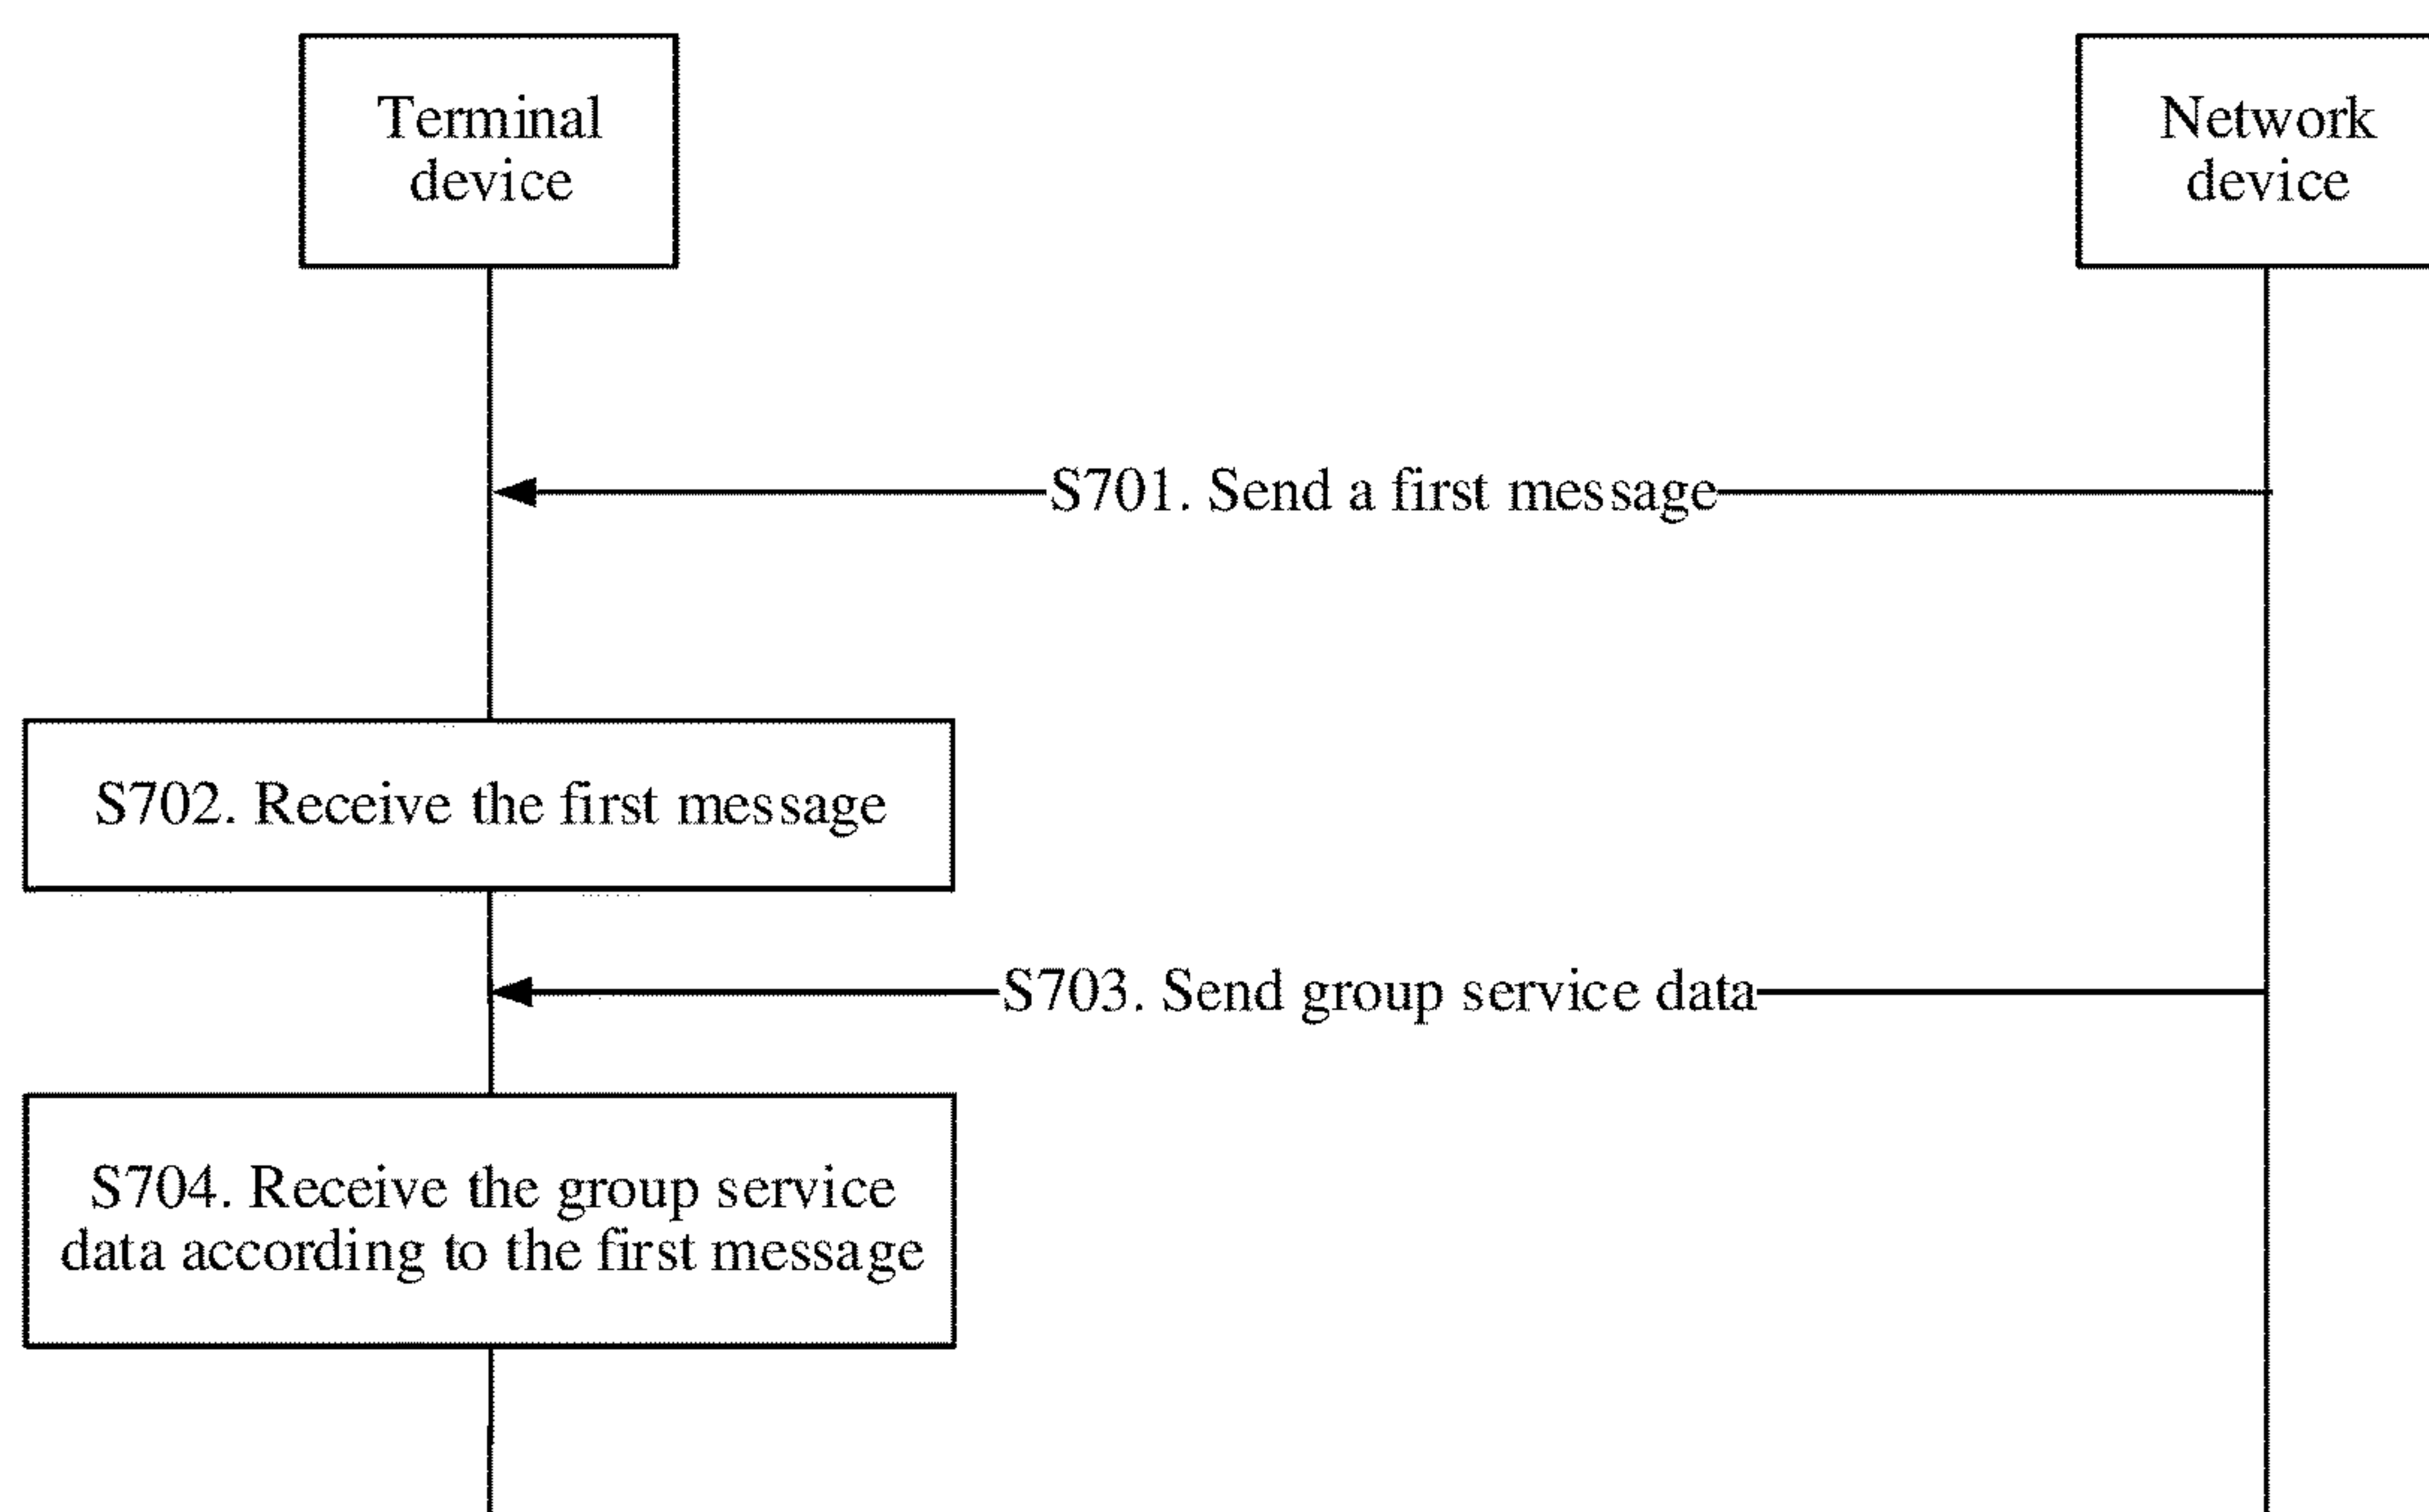 Terminal
device
Network
device
S701. Send a first message
S702. Receive the first message
S703. Send group service data
S704. Receive the group service
data according to the first message